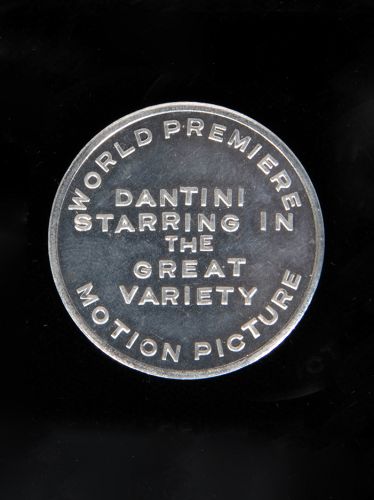 WORLD PREMIERE
DANTINI
STARRING IN
THE
GREAT
VARIETY
MOTION PICTURE